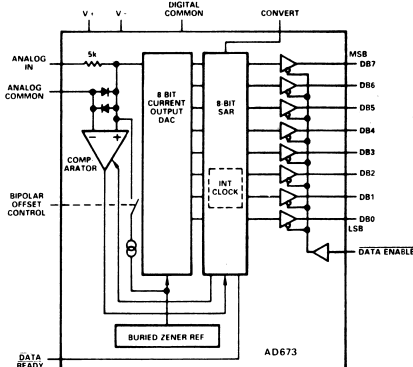 V+
V-
DIGITAL
COMMON
CONVERT
ANALOG
IN
5k
ANALOG
COMMON
8 BIT
CURRENT
OUTPUT
DAC
8-BIT
SAR
MSB
DB7
DB6
DB5
DB4
DB3
DB2
DB1
DB0
LSB
-
+
COMP-
ARATOR
INT
CLOCK
BIPOLAR
OFFSET
CONTROL
DATA ENABLE
BURIED ZENER REF
AD673
DATA
READY